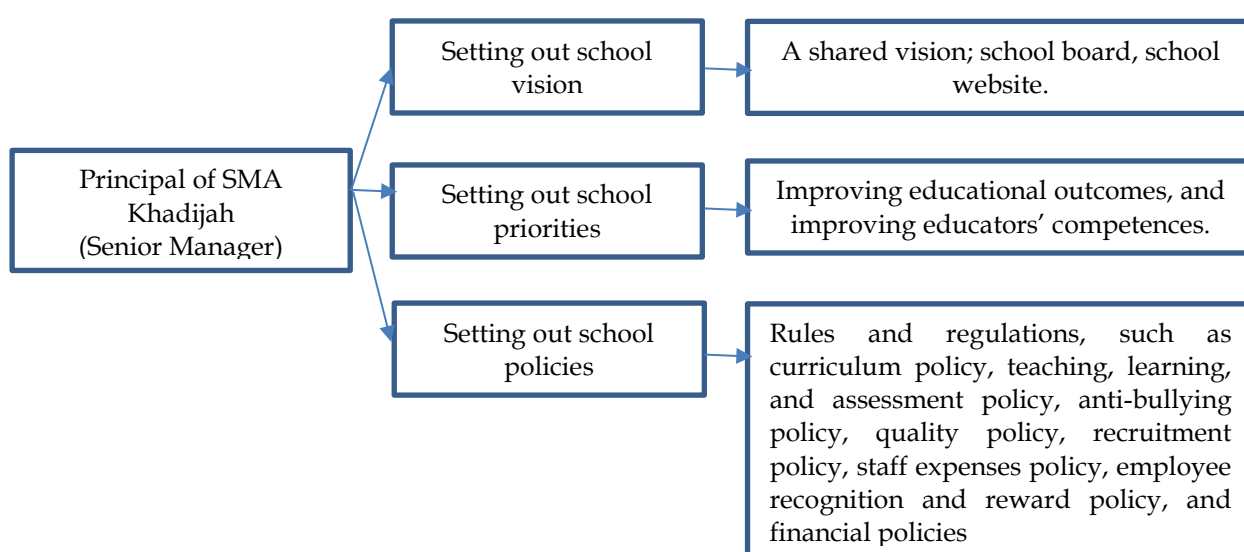 Setting out school
vision
A shared vision; school board, school
website.
Principal of SMA
Khadijah
(Senior Manager)
Setting out school
priorities
Improving educational outcomes, and
improving educators’ competences.
Setting out school
policies
Rules and regulations, such as
curriculum policy, teaching, learning,
and assessment policy, anti-bullying
policy, quality policy, recruitment
policy, staff expenses policy, employee
recognition and reward policy, and
financial policies